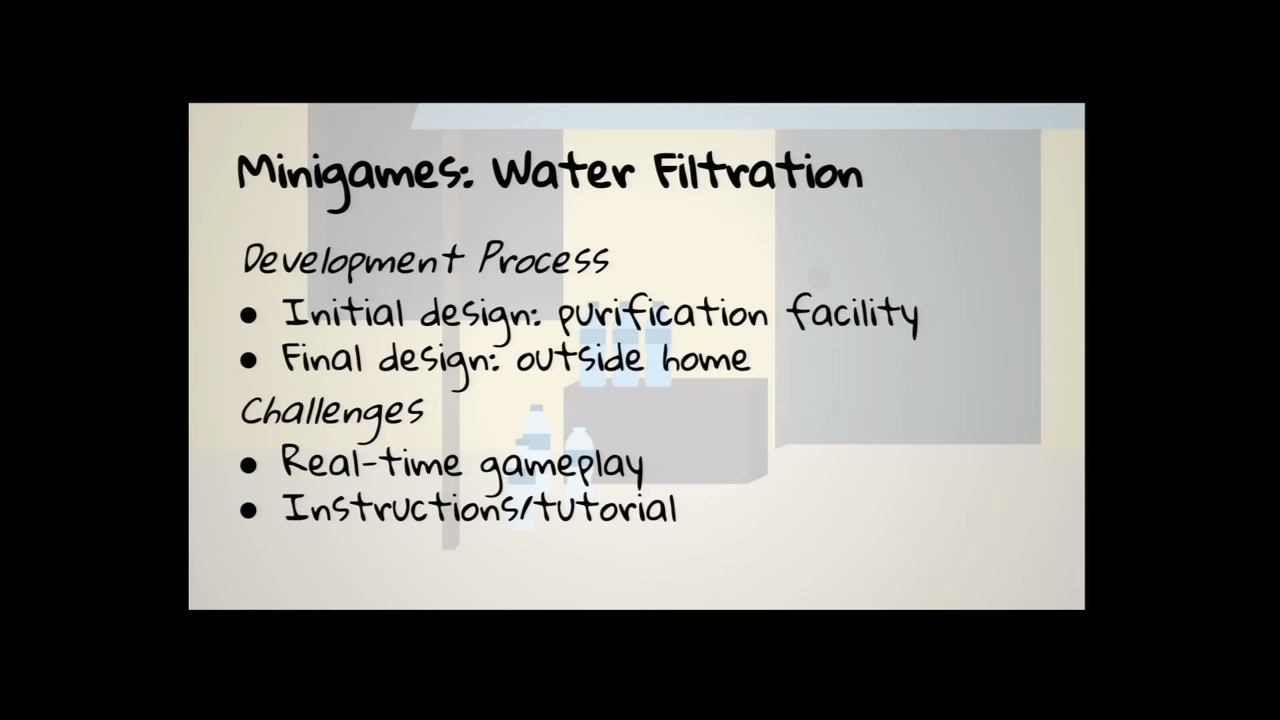 Minigames: Water Filtration
Development Process
● Initial design: purification facility
● Final design: outside home
Challenges
● Real-time gameplay
● Instructions/tutorial